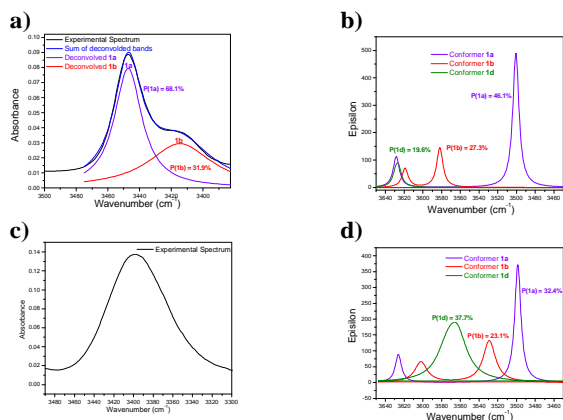 a)
Experimental Spectrum
Sum of deconvolded bands
Deconvolved 1a
Deconvolved 1b
1a
P(1a) = 68.1%
1b
P(1b) = 31.9%
Absorbance
0.10
0.09
0.08
0.07
0.06
0.05
0.04
0.03
0.02
0.01
0.00
3500 3480 3460 3440 3420 3400
Wavenumber (cm⁻¹)
b)
Conformer 1a
Conformer 1b
Conformer 1d
P(1a) = 46.1%
P(1b) = 27.3%
P(1d) = 19.6%
Episilon
500
400
300
200
100
0
3640 3620 3600 3580 3560 3540 3520 3500 3480 3460
Wavenumber (cm⁻¹)
c)
Experimental Spectrum
Absorbance
0.14
0.12
0.10
0.08
0.06
0.04
0.02
0.00
3480 3460 3440 3420 3400 3380 3360 3340 3320 3300
Wavenumber (cm⁻¹)
d)
Conformer 1a
Conformer 1b
Conformer 1d
P(1a) = 32.4%
P(1d) = 37.7%
P(1b) = 23.1%
Epsilon
400
350
300
250
200
150
100
50
0
-50
3640 3620 3600 3580 3560 3540 3520 3500 3480 3460
Wavenumber (cm⁻¹)